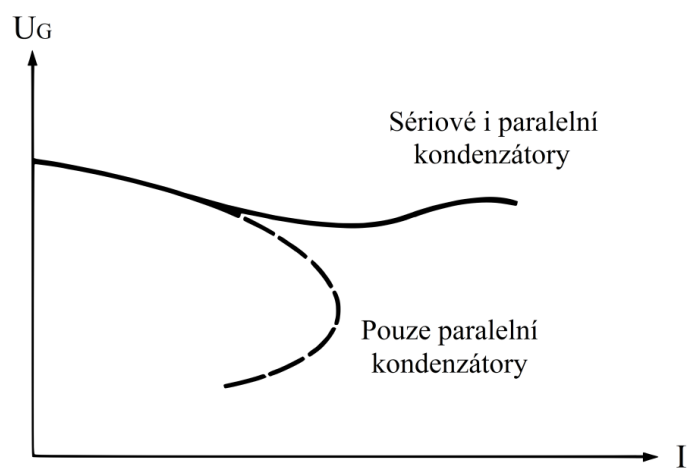 UG
Sériové i paralelní
kondenzátory
Pouze paralelní
kondenzátory
I